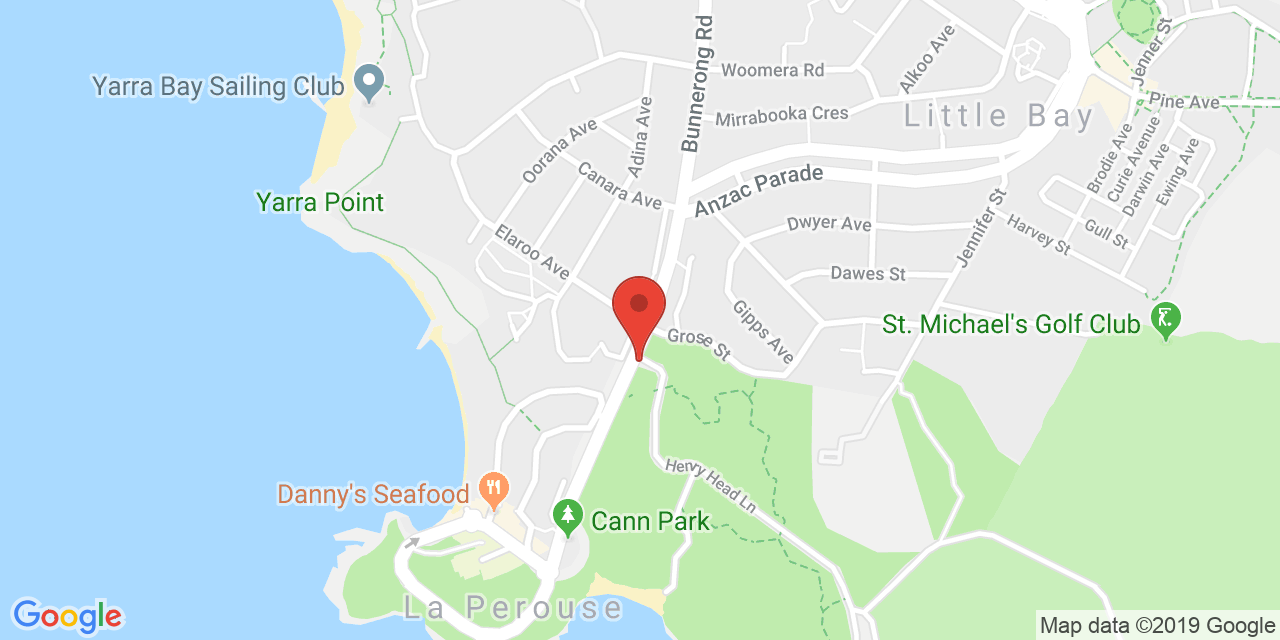 Bunnerong Rd
Woomera Rd
Alkoo Ave
Jenner St
Yarra Bay Sailing Club
Pine Ave
Mirrabooka Cres
Little Bay
Oorana Ave
Adina Ave
Brodie Ave
Curie Avenue
Darwin Ave
Ewing Ave
Canara Ave
Anzac Parade
Yarra Point
Dwyer Ave
Jennifer St
Harvey St
Gull St
Elaroo Ave
Dawes St
Gipps Ave
St. Michael's Golf Club
Grose St
Henry Head Ln
Danny's Seafood
Cann Park
La Perouse
Google
Map data ©2019 Google